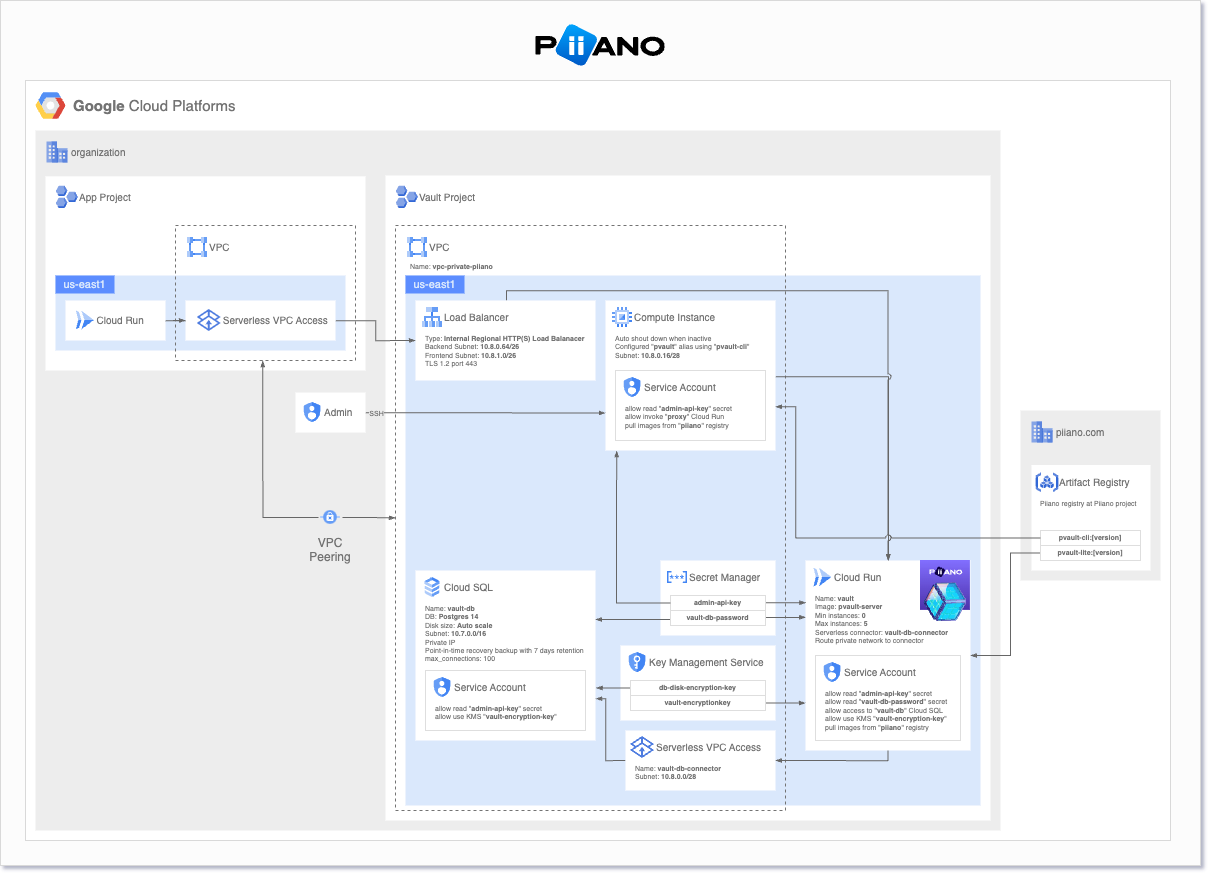 PiiANO
Google Cloud Platforms
organization
App Project
VPC
us-east1
Cloud Run
Serverless VPC Access
Admin
SSH
VPC
Peering
Vault Project
VPC
Name: vpc-private-piiano
us-east1
Load Balancer
Type: Internal Regional HTTP(S) Load Balanacer
Backend Subnet: 10.8.0.64/26
Frontend Subnet: 10.8.1.0/26
TLS 1.2 port 443
Compute Instance
Auto shout down when inactive
Configured "pvault" alias using "pvault-cli"
Subnet: 10.8.0.16/28
Service Account
allow read "admin-api-key" secret
allow invoke "proxy" Cloud Run
pull images from "piiano" registry
Cloud SQL
Name: vault-db
DB: Postgres 14
Disk size: Auto scale
Subnet: 10.7.0.0/16
Private IP
Point-in-time recovery backup with 7 days retention
max_connections: 100
Service Account
allow read "admin-api-key" secret
allow use KMS "vault-encryption-key"
Secret Manager
admin-api-key
vault-db-password
Key Management Service
db-disk-encryption-key
vault-encryptionkey
Serverless VPC Access
Name: vault-db-connector
Subnet: 10.8.0.0/28
Cloud Run
PiiANO
Name: vault
Image: pvault-server
Min instances: 0
Max instances: 5
Serverless connector: vault-db-connector
Route private network to connector
Service Account
allow read "admin-api-key" secret
allow read "vault-db-password" secret
allow access to "vault-db" Cloud SQL
allow use KMS "vault-encryption-key"
pull images from "piiano" registry
piiano.com
Artifact Registry
Piiano registry at Piiano project
pvault-cli:[version]
pvault-lite:[version]